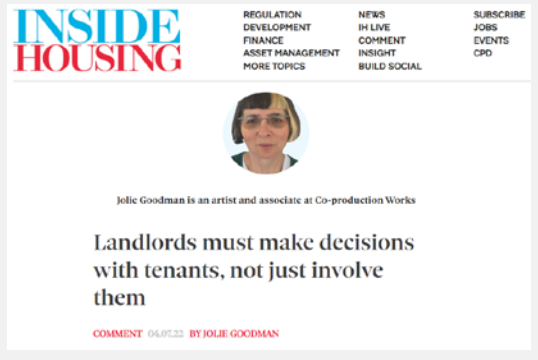 INSIDE
HOUSING
REGULATION
DEVELOPMENT
FINANCE
ASSET MANAGEMENT
MORE TOPICS
NEWS
IH LIVE
COMMENT
INSIGHT
BUILD SOCIAL
SUBSCRIBE
JOBS
EVENTS
CPD
Jolie Goodman is an artist and associate at Co-production Works
Landlords must make decisions
with tenants, not just involve
them
COMMENT 04.07.22 BY JOLIE GOODMAN